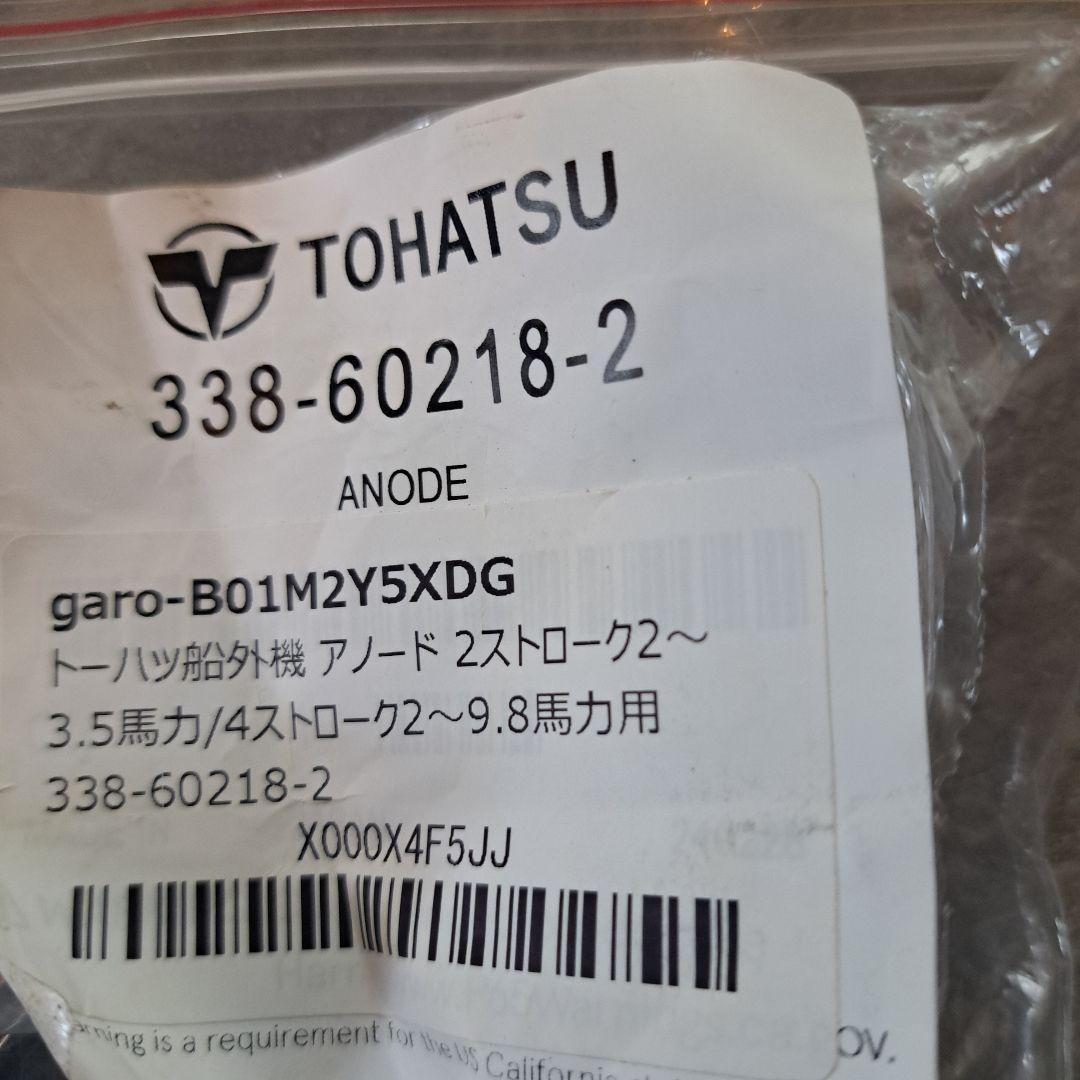 TOHATSU
338-60218-2
ANODE
garo-B01M2Y5XDG
トーハツ船外機 アノード 2ストローク2～
3.5馬力/4ストローク2～9.8馬力用
338-60218-2
X000X4F5JJ
is a requirement for the US California
OV.